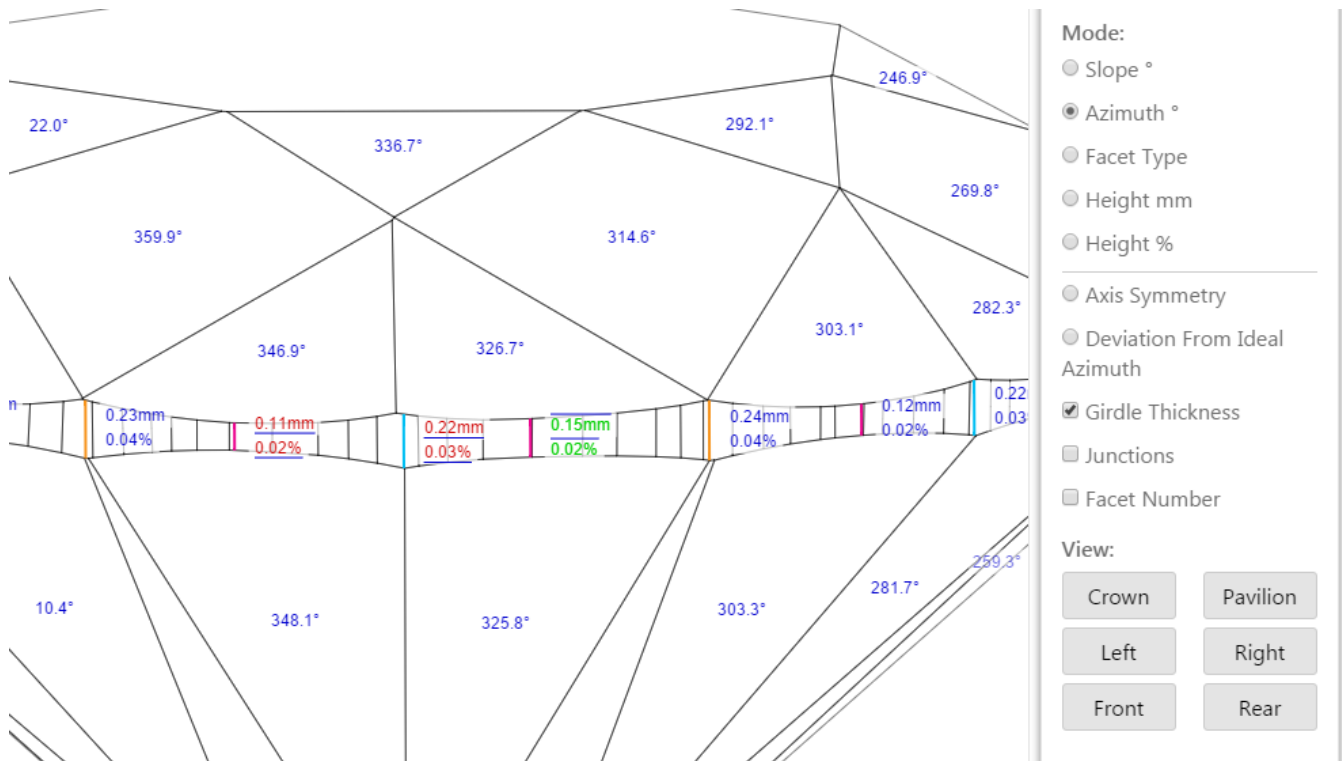 246.9°
22.0°
292.1°
336.7°
269.8°
359.9°
314.6°
282.3°
303.1°
346.9°
326.7°
0.23mm
0.04%
0.11mm
0.02%
0.22mm
0.03%
0.15mm
0.02%
0.24mm
0.04%
0.12mm
0.02%
0.22
0.03
259.3°
281.7°
10.4°
303.3°
348.1°
325.8°
Mode:
Slope °
Azimuth °
Facet Type
Height mm
Height %
Axis Symmetry
Deviation From Ideal
Azimuth
Girdle Thickness
Junctions
Facet Number
View:
Crown
Pavilion
Left
Right
Front
Rear